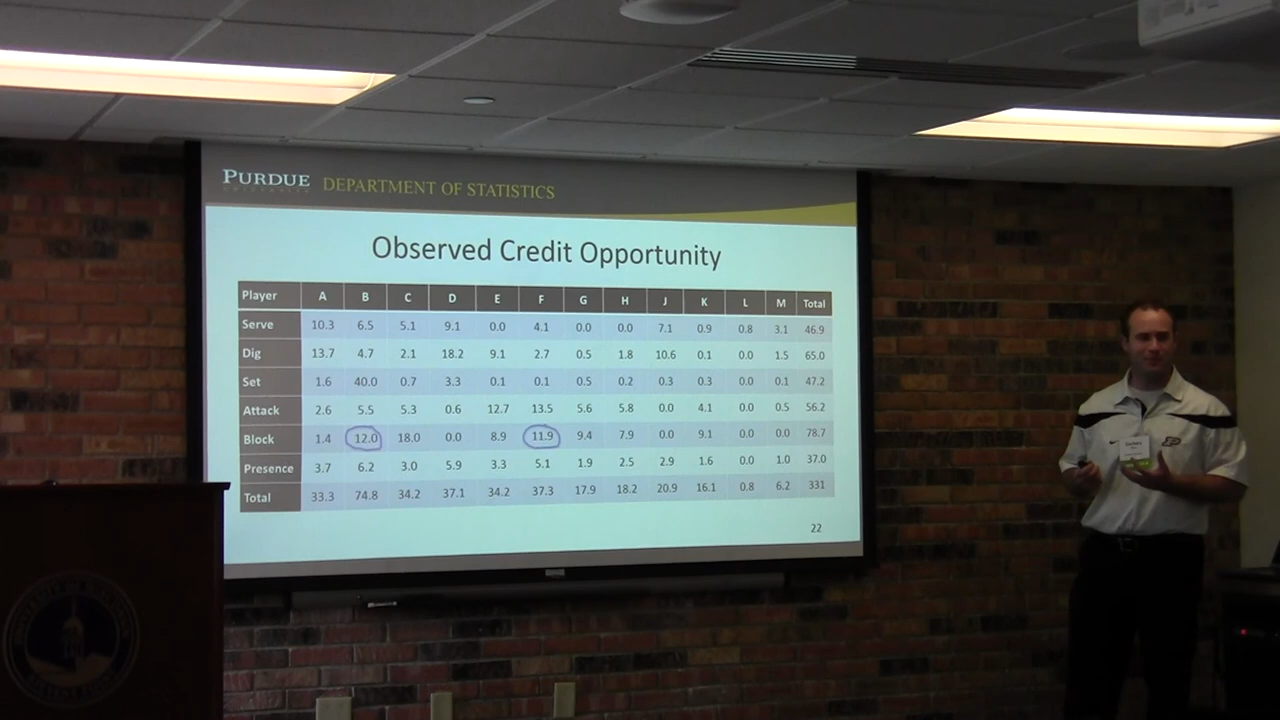 PURDUE DEPARTMENT OF STATISTICS
UNIVERSITY
Observed Credit Opportunity
Player A B C D E F G H J K L M Total
Serve 10.3 6.5 5.1 9.1 0.0 4.1 0.0 0.0 7.1 0.9 0.8 3.1 46.9
Dig 13.7 4.7 2.1 18.2 9.1 2.7 0.5 1.8 10.6 0.1 0.0 1.5 65.0
Set 1.6 40.0 0.7 3.3 0.1 0.1 0.5 0.2 0.3 0.3 0.0 0.1 47.2
Attack 2.6 5.5 5.3 0.6 12.7 13.5 5.6 5.8 0.0 4.1 0.0 0.5 56.2
Block 1.4 12.0 18.0 0.0 8.9 11.9 9.4 7.9 0.0 9.1 0.0 0.0 78.7
Presence 3.7 6.2 3.0 5.9 3.3 5.1 1.9 2.5 2.9 1.6 0.0 1.0 37.0
Total 33.3 74.8 34.2 37.1 34.2 37.3 17.9 18.2 20.9 16.1 0.8 6.2 331
22